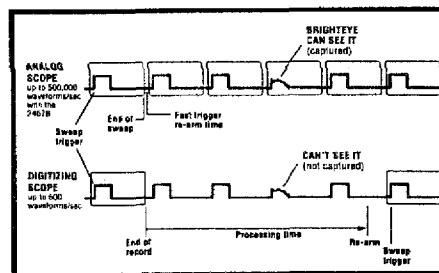 BRIGHTEYE
CAN SEE IT
(captured)
ANALOG
SCOPE
up to 500,000
waveforms/sec
with the
2467B
Sweep
trigger
End of
sweep
Fast trigger
re-arm time
CAN'T SEE IT
(not captured)
DIGITIZING
SCOPE
up to 600
waveforms/sec
End of
record
Processing time
Re-arm
Sweep
trigger